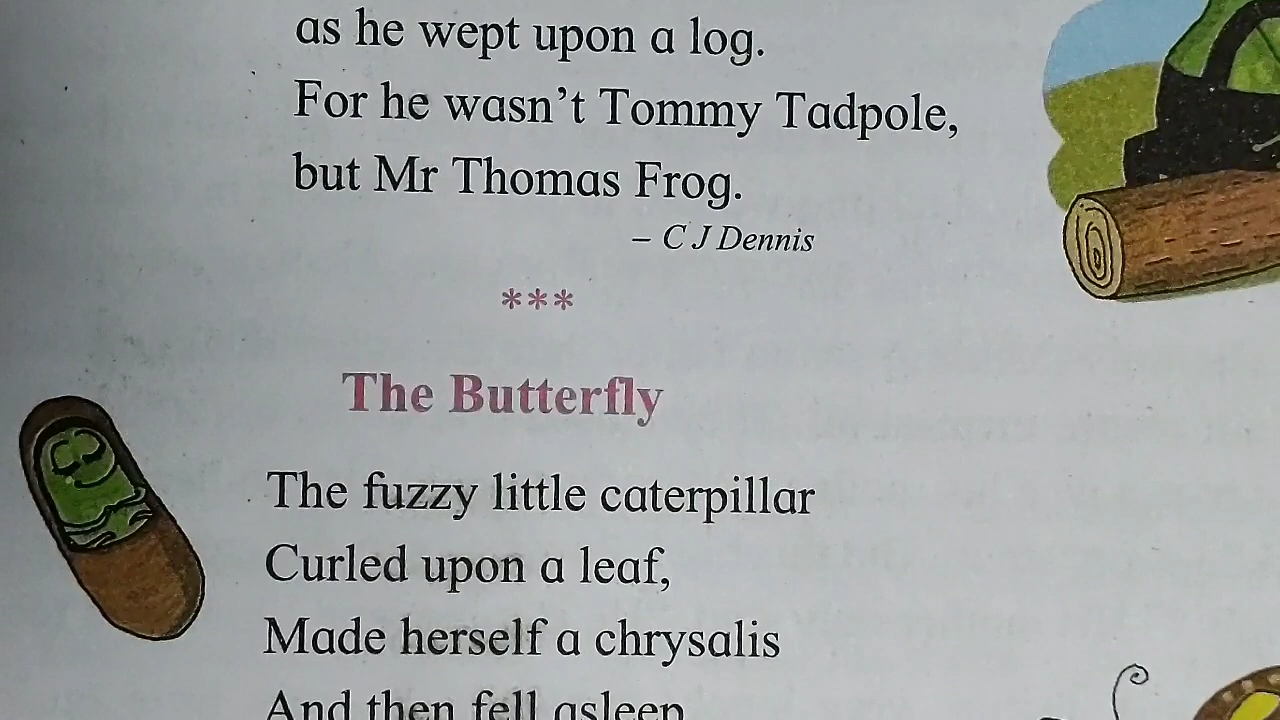 as he wept upon a log.
For he wasn't Tommy Tadpole,
but Mr Thomas Frog.
– C J Dennis
***
The Butterfly
The fuzzy little caterpillar
Curled upon a leaf,
Made herself a chrysalis
And then fell asleep